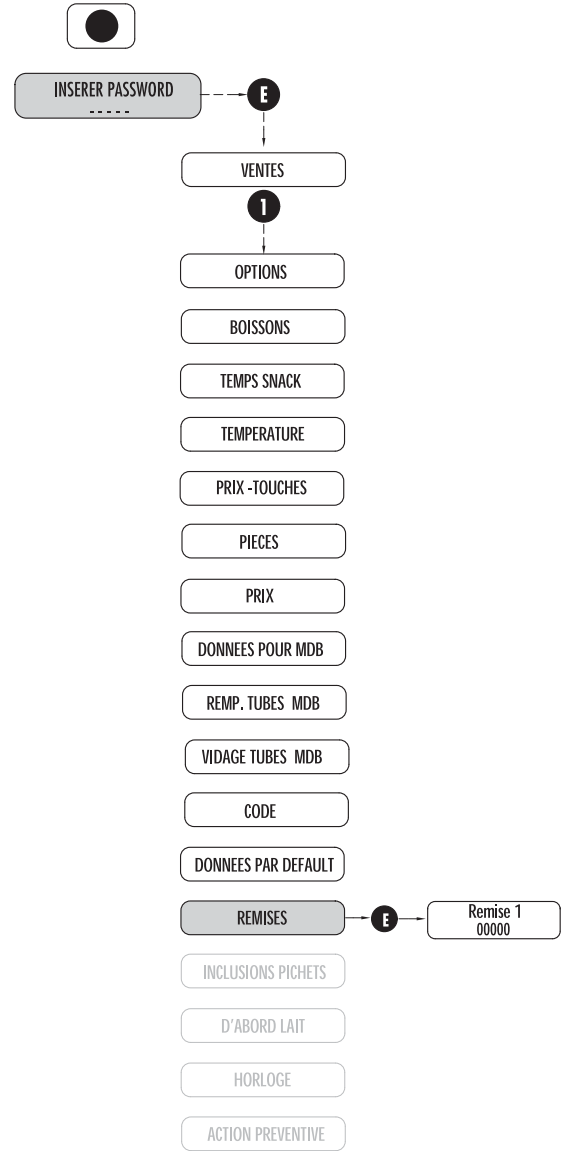 INSERER PASSWORD
- - - - -
E
VENTES
1
OPTIONS
BOISSONS
TEMPS SNACK
TEMPERATURE
PRIX -TOUCHES
PIECES
PRIX
DONNEES POUR MDB
REMP. TUBES MDB
VIDAGE TUBES MDB
CODE
DONNEES PAR DEFAULT
REMISES
E
Remise 1
00000
INCLUSIONS PICHETS
D'ABORD LAIT
HORLOGE
ACTION PREVENTIVE